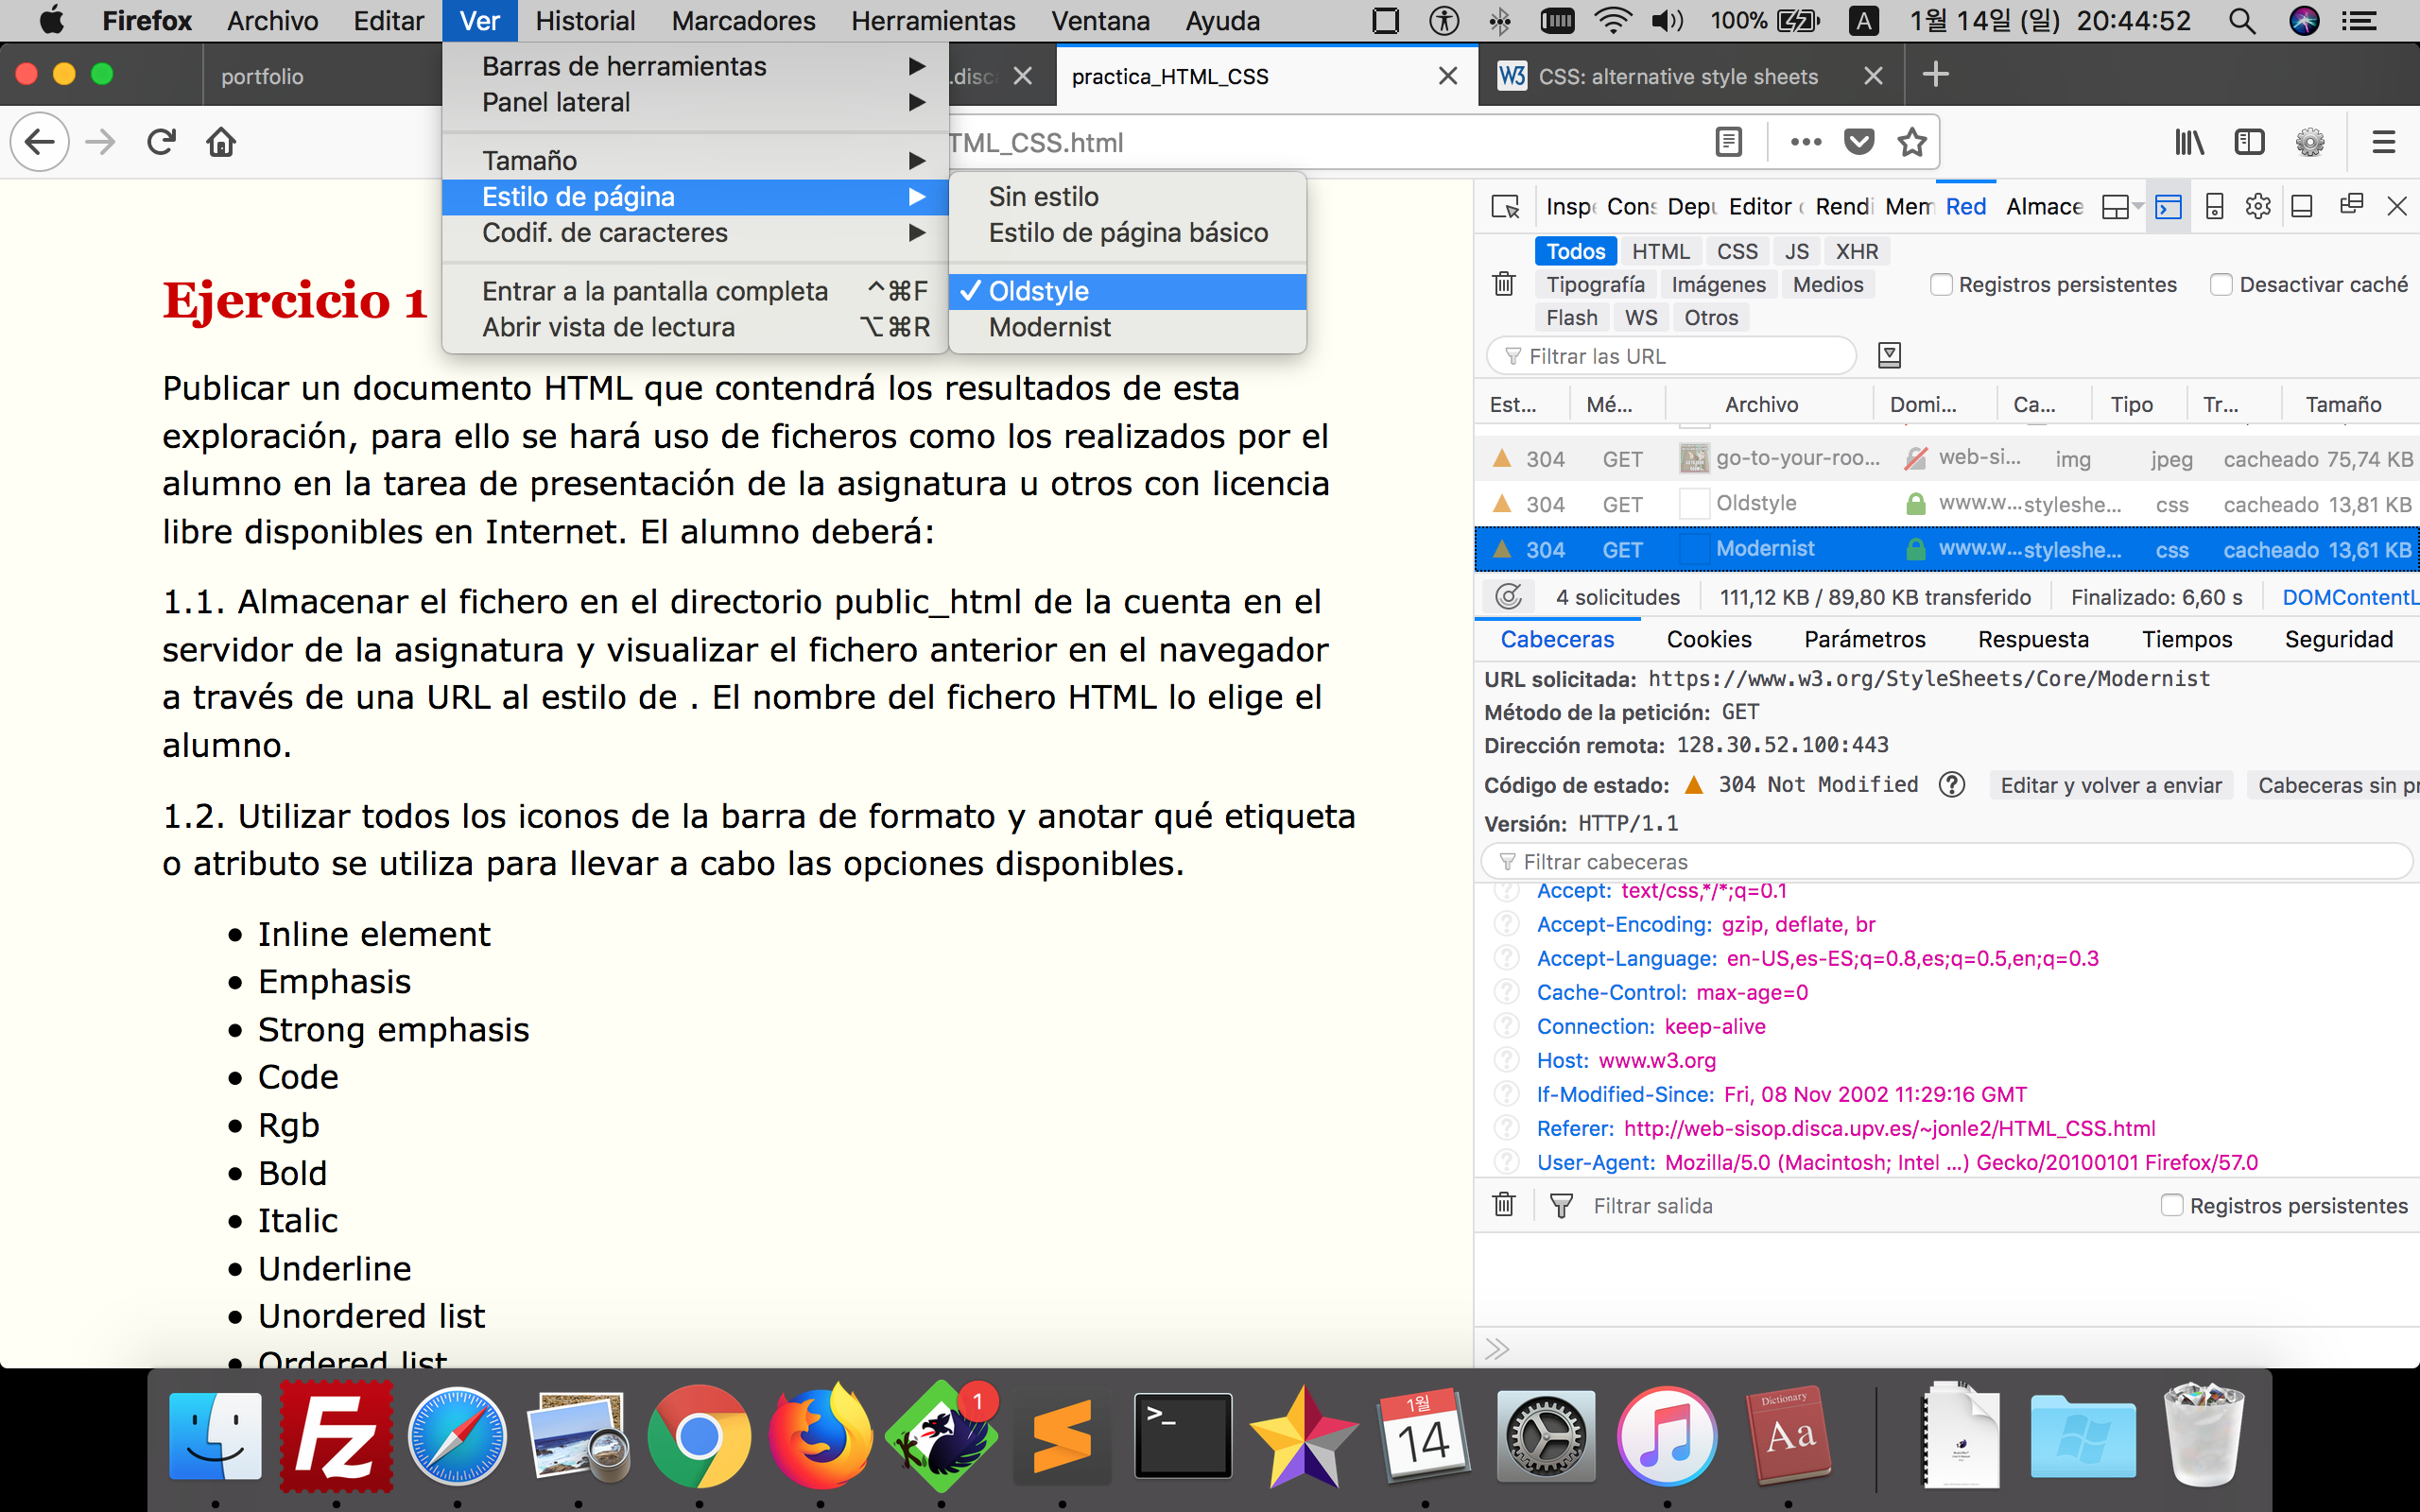 Firefox Archivo Editar Ver Historial Marcadores Herramientas Ventana Ayuda 100% A 1월 14일 (일) 20:44:52
portfolio .disc practica_HTML_CSS W3 CSS: alternative style sheets
TML_CSS.html
Barras de herramientas
Panel lateral
Tamaño
Estilo de página
Codif. de caracteres
Entrar a la pantalla completa ^⌘F
Abrir vista de lectura ⌥⌘R
Sin estilo
Estilo de página básico
✓ Oldstyle
Modernist
Ejercicio 1
Publicar un documento HTML que contendrá los resultados de esta
exploración, para ello se hará uso de ficheros como los realizados por el
alumno en la tarea de presentación de la asignatura u otros con licencia
libre disponibles en Internet. El alumno deberá:
1.1. Almacenar el fichero en el directorio public_html de la cuenta en el
servidor de la asignatura y visualizar el fichero anterior en el navegador
a través de una URL al estilo de . El nombre del fichero HTML lo elige el
alumno.
1.2. Utilizar todos los iconos de la barra de formato y anotar qué etiqueta
o atributo se utiliza para llevar a cabo las opciones disponibles.
• Inline element
• Emphasis
• Strong emphasis
• Code
• Rgb
• Bold
• Italic
• Underline
• Unordered list
• Ordered list
Inspe Cons Depu Editor Rendi Mem Red Almace
Todos HTML CSS JS XHR
Tipografía Imágenes Medios
Flash WS Otros
Registros persistentes Desactivar caché
Filtrar las URL
Est... Mé... Archivo Domi... Ca... Tipo Tr... Tamaño
304 GET go-to-your-roo... web-si... img jpeg cacheado 75,74 KB
304 GET Oldstyle www.w... styleshe... css cacheado 13,81 KB
304 GET Modernist www.w... styleshe... css cacheado 13,61 KB
4 solicitudes 111,12 KB / 89,80 KB transferido Finalizado: 6,60 s DOMContentL
Cabeceras Cookies Parámetros Respuesta Tiempos Seguridad
URL solicitada: https://www.w3.org/StyleSheets/Core/Modernist
Método de la petición: GET
Dirección remota: 128.30.52.100:443
Código de estado: 304 Not Modified ? Editar y volver a enviar Cabeceras sin pr
Versión: HTTP/1.1
Filtrar cabeceras
? Accept: text/css,*/*;q=0.1
? Accept-Encoding: gzip, deflate, br
? Accept-Language: en-US,es-ES;q=0.8,es;q=0.5,en;q=0.3
? Cache-Control: max-age=0
? Connection: keep-alive
? Host: www.w3.org
? If-Modified-Since: Fri, 08 Nov 2002 11:29:16 GMT
? Referer: http://web-sisop.disca.upv.es/~jonle2/HTML_CSS.html
? User-Agent: Mozilla/5.0 (Macintosh; Intel ...) Gecko/20100101 Firefox/57.0
Filtrar salida Registros persistentes
Fz
1
>_
1월
14
Dictionary
Aa